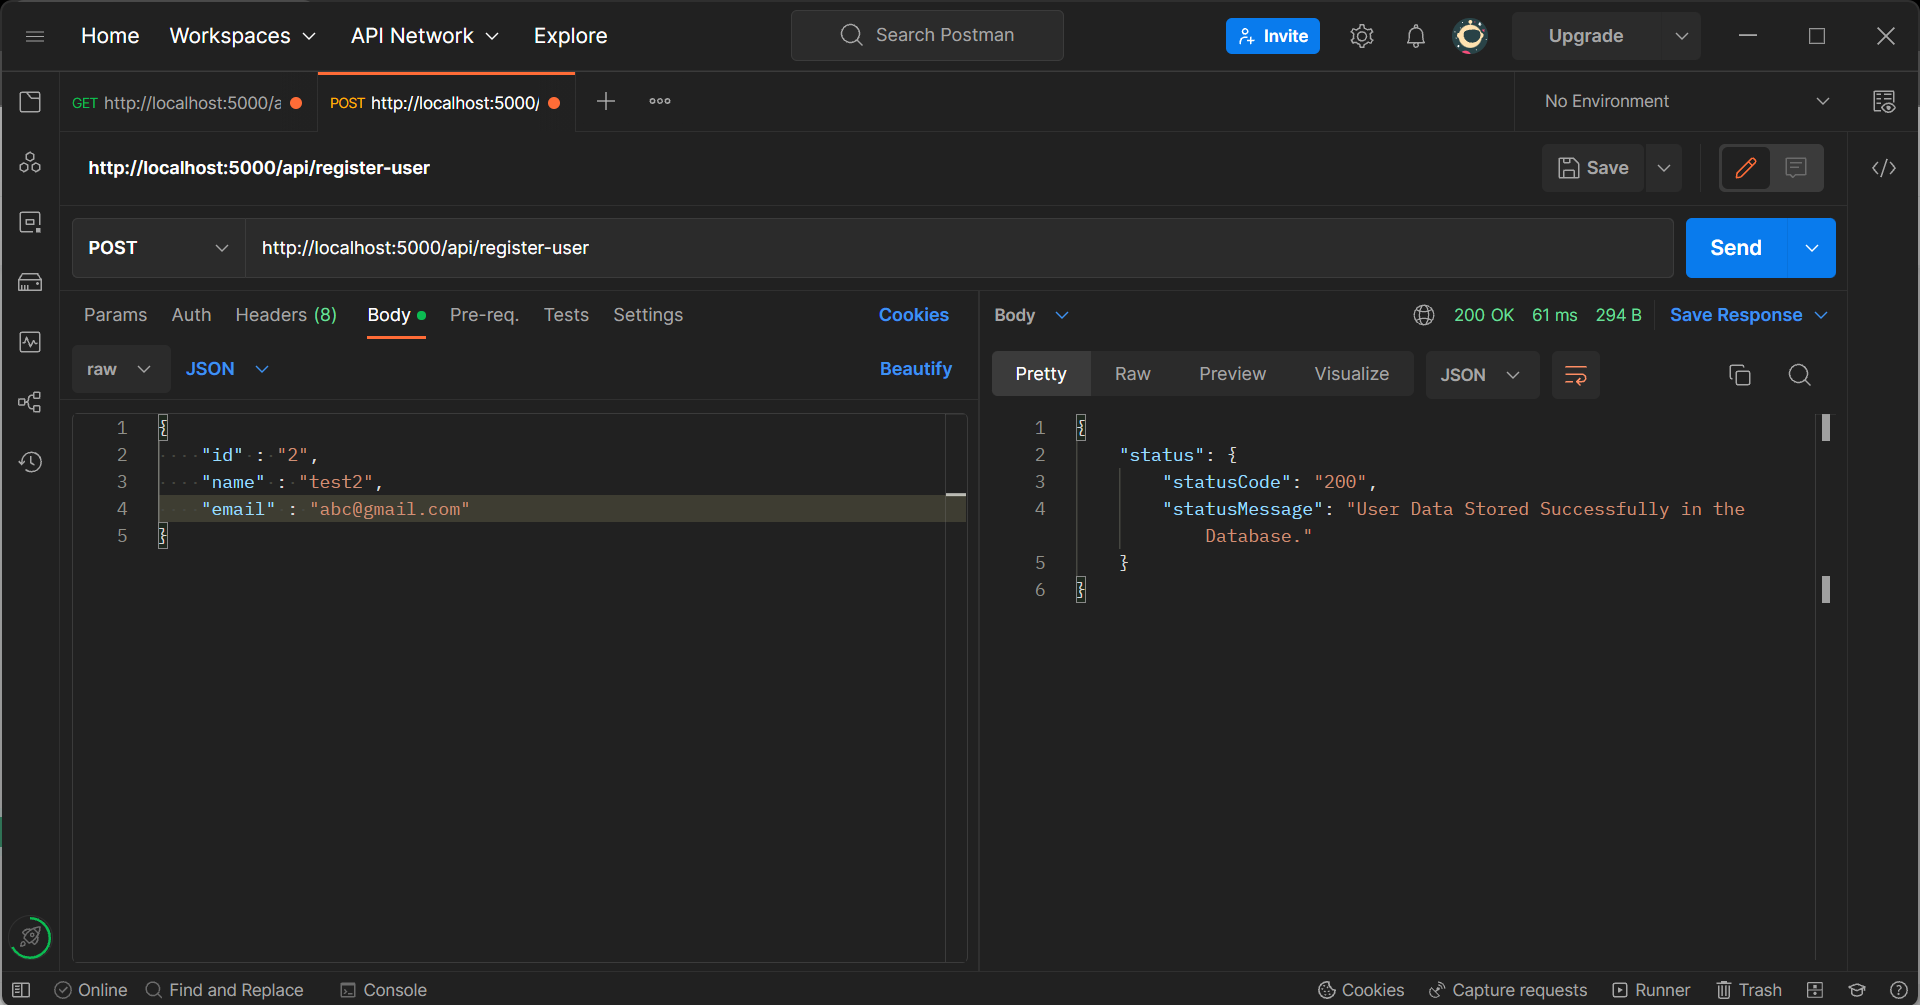 Home Workspaces API Network Explore Search Postman Invite Upgrade
GET http://localhost:5000/a POST http://localhost:5000/ No Environment
http://localhost:5000/api/register-user Save
POST http://localhost:5000/api/register-user Send
Params Auth Headers (8) Body Pre-req. Tests Settings Cookies
raw JSON Beautify
1 {
2 "id" : "2",
3 "name" : "test2",
4 "email" : "abc@gmail.com"
5 }
Body 200 OK 61 ms 294 B Save Response
Pretty Raw Preview Visualize JSON
1 {
2 "status": {
3 "statusCode": "200",
4 "statusMessage": "User Data Stored Successfully in the
Database."
5 }
6 }
Online Find and Replace Console Cookies Capture requests Runner Trash